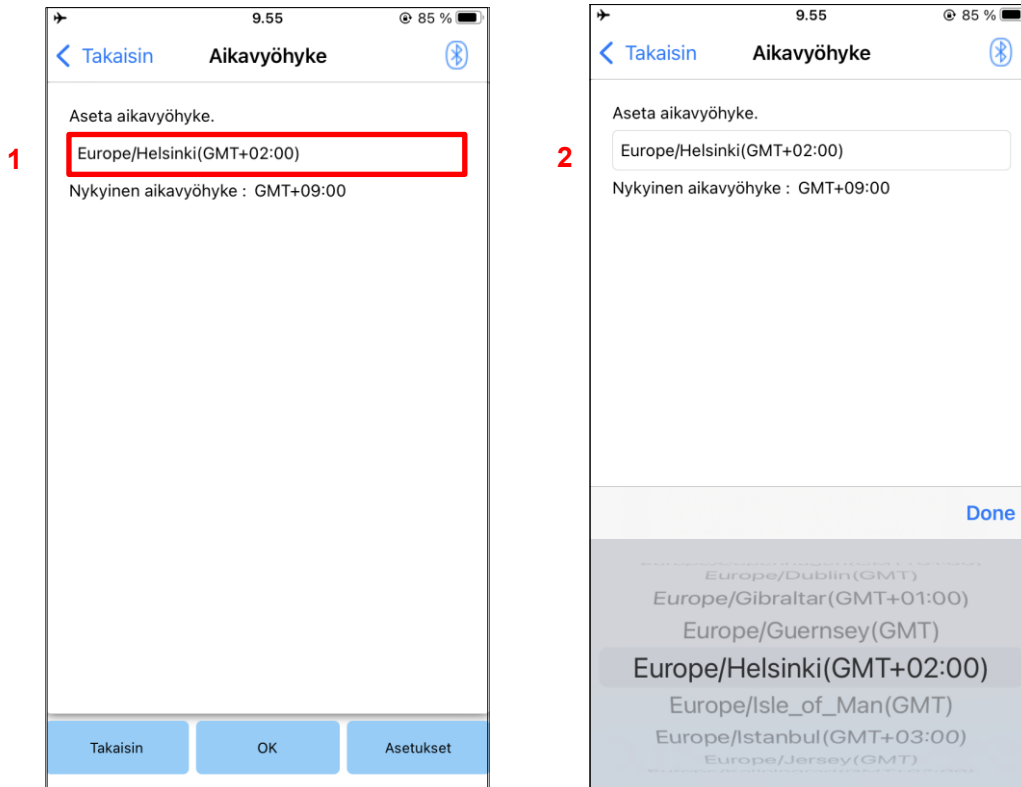 9.55
85 %
Takaisin
Aikavyöhyke
Aseta aikavyöhyke.
1
Europe/Helsinki(GMT+02:00)
Nykyinen aikavyöhyke : GMT+09:00
Takaisin
OK
Asetukset
9.55
85 %
Takaisin
Aikavyöhyke
Aseta aikavyöhyke.
2
Europe/Helsinki(GMT+02:00)
Nykyinen aikavyöhyke : GMT+09:00
Done
Europe/Dublin(GMT)
Europe/Gibraltar(GMT+01:00)
Europe/Guernsey(GMT)
Europe/Helsinki(GMT+02:00)
Europe/Isle_of_Man(GMT)
Europe/Istanbul(GMT+03:00)
Europe/Jersey(GMT)